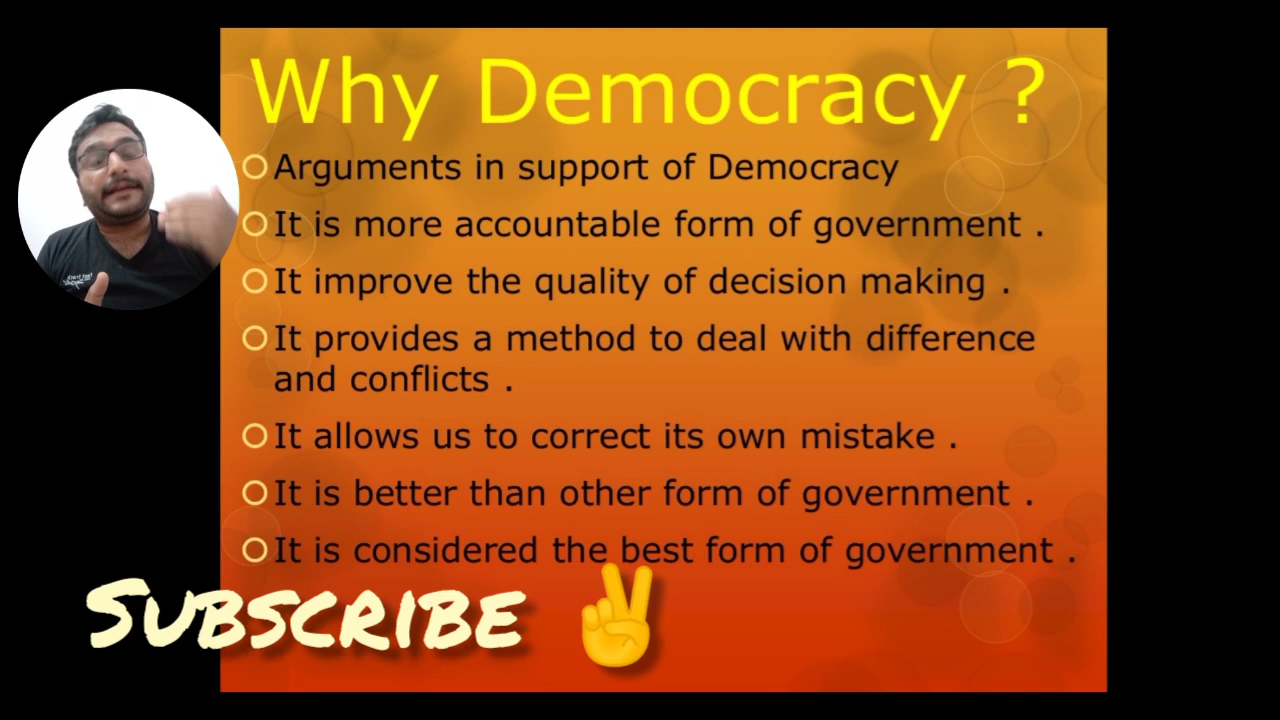 Why Democracy ?
Arguments in support of Democracy
It is more accountable form of government .
It improve the quality of decision making .
It provides a method to deal with difference
and conflicts .
It allows us to correct its own mistake .
It is better than other form of government .
It is considered the best form of government .
SUBSCRIBE ✌